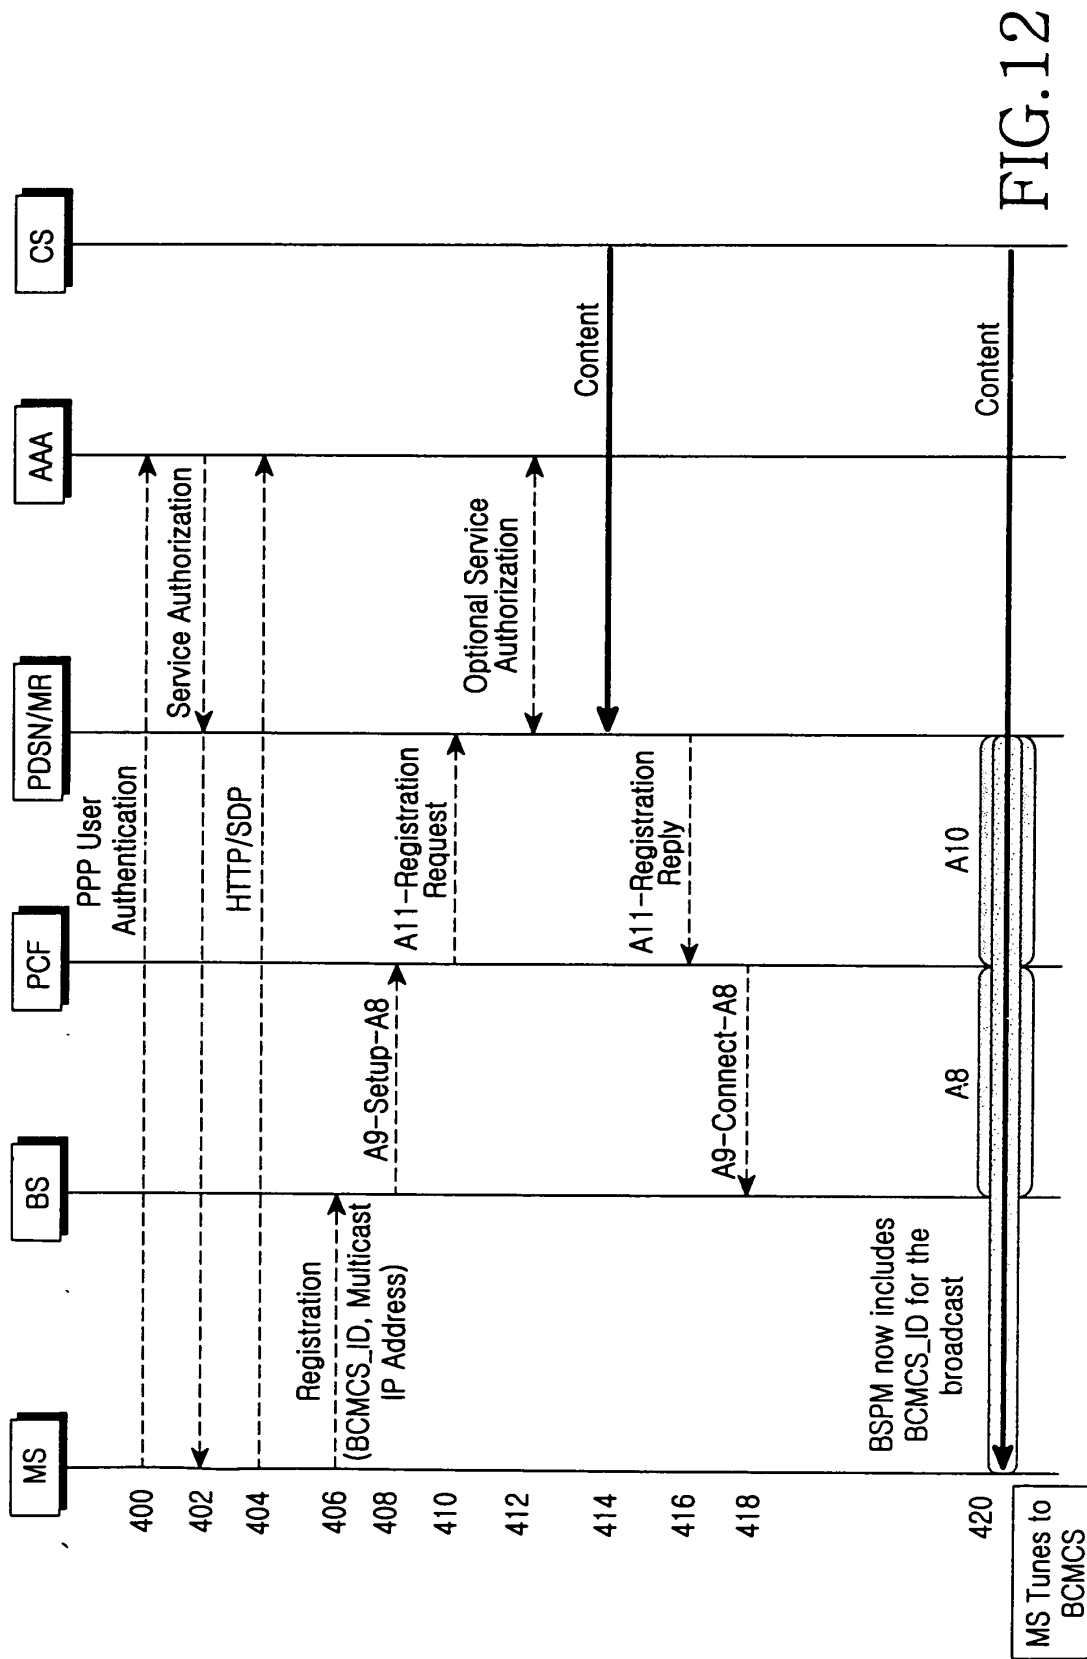 MS
BS
PCF
PDSN/MR
AAA
CS
400
PPP User
Authentication
402
Service Authorization
404
HTTP/SDP
406
Registration
(BCMCS_ID, Multicast
IP Address)
408
A9-Setup-A8
410
A11-Registration
Request
412
Optional Service
Authorization
414
Content
416
A11-Registration
Reply
418
A9-Connect-A8
BSPM now includes
BCMCS_ID for the
broadcast
420
A8
A10
Content
MS Tunes to
BCMCS
FIG.12